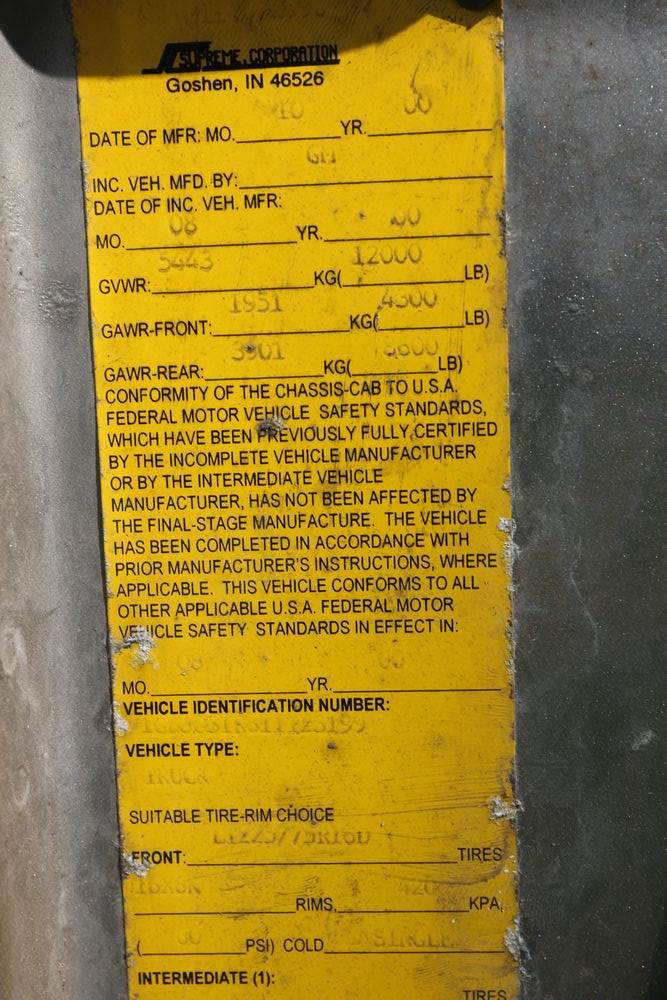 SUPREME CORPORATION
Goshen, IN 46526
10 00
DATE OF MFR: MO. YR.
GM
INC. VEH. MFD. BY:
DATE OF INC. VEH. MFR:
08 00
MO. YR.
5443 12000
GVWR: KG( LB)
1951 4300
GAWR-FRONT: KG( LB)
3901 8600
GAWR-REAR: KG( LB)
CONFORMITY OF THE CHASSIS-CAB TO U.S.A.
FEDERAL MOTOR VEHICLE SAFETY STANDARDS,
WHICH HAVE BEEN PREVIOUSLY FULLY CERTIFIED
BY THE INCOMPLETE VEHICLE MANUFACTURER
OR BY THE INTERMEDIATE VEHICLE
MANUFACTURER, HAS NOT BEEN AFFECTED BY
THE FINAL-STAGE MANUFACTURE. THE VEHICLE
HAS BEEN COMPLETED IN ACCORDANCE WITH
PRIOR MANUFACTURER'S INSTRUCTIONS, WHERE
APPLICABLE. THIS VEHICLE CONFORMS TO ALL
OTHER APPLICABLE U.S.A. FEDERAL MOTOR
VEHICLE SAFETY STANDARDS IN EFFECT IN:
00
MO. YR.
VEHICLE IDENTIFICATION NUMBER:
VEHICLE TYPE:
TRUCK
SUITABLE TIRE-RIM CHOICE
LT225/75R16D
FRONT: TIRES
16X6K 420
RIMS, KPA,
SINGLE
( PSI) COLD
INTERMEDIATE (1):
TIRES